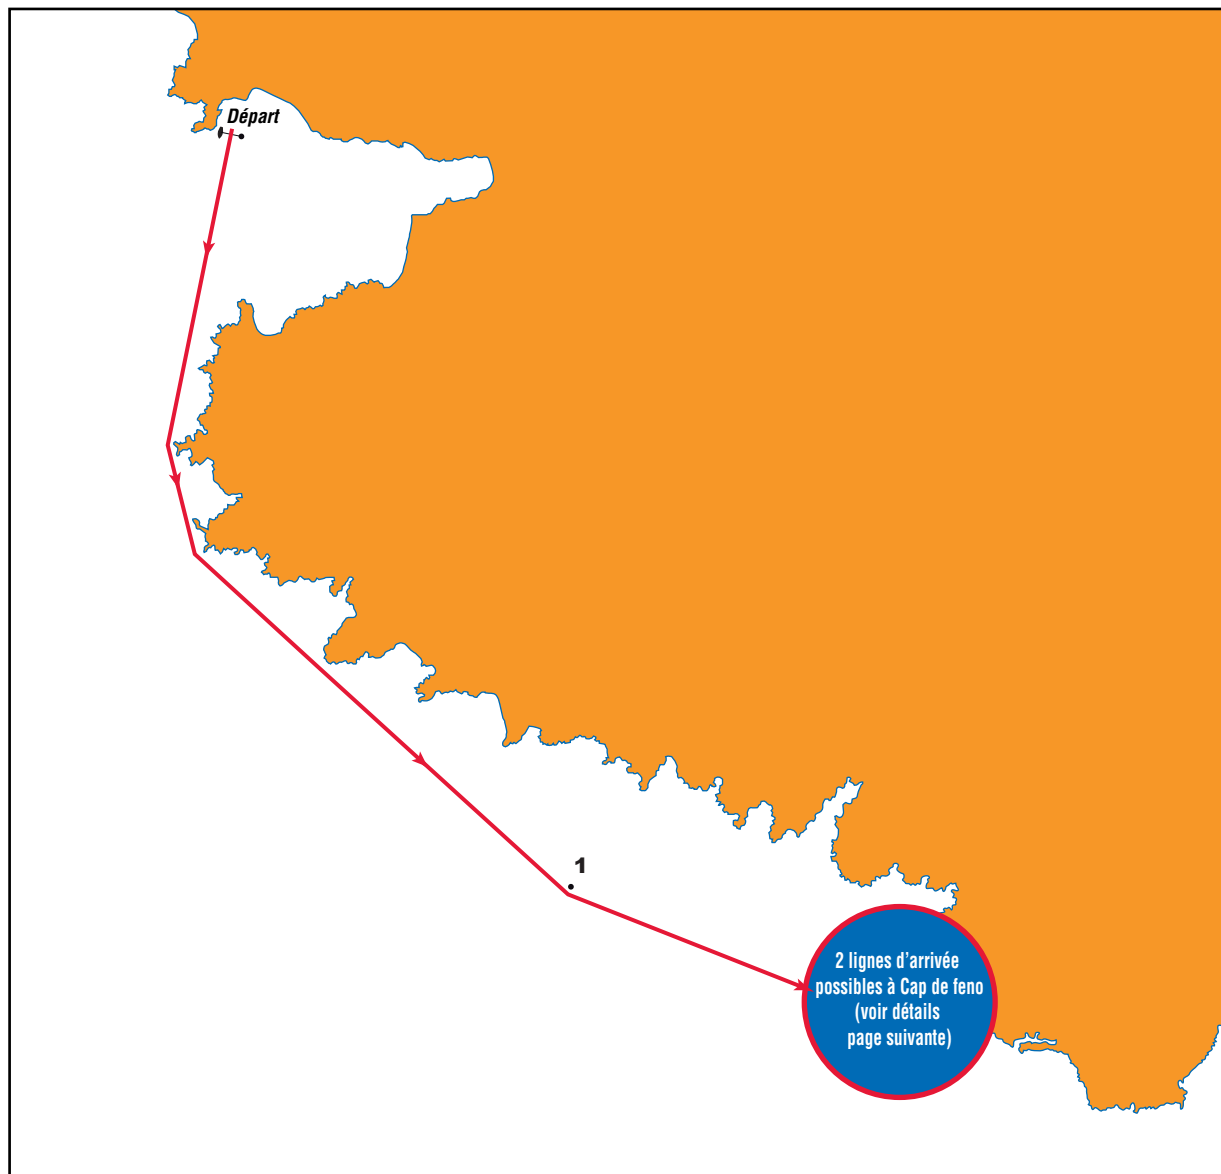 Départ
1
2 lignes d’arrivée
possibles à Cap de feno
(voir détails
page suivante)